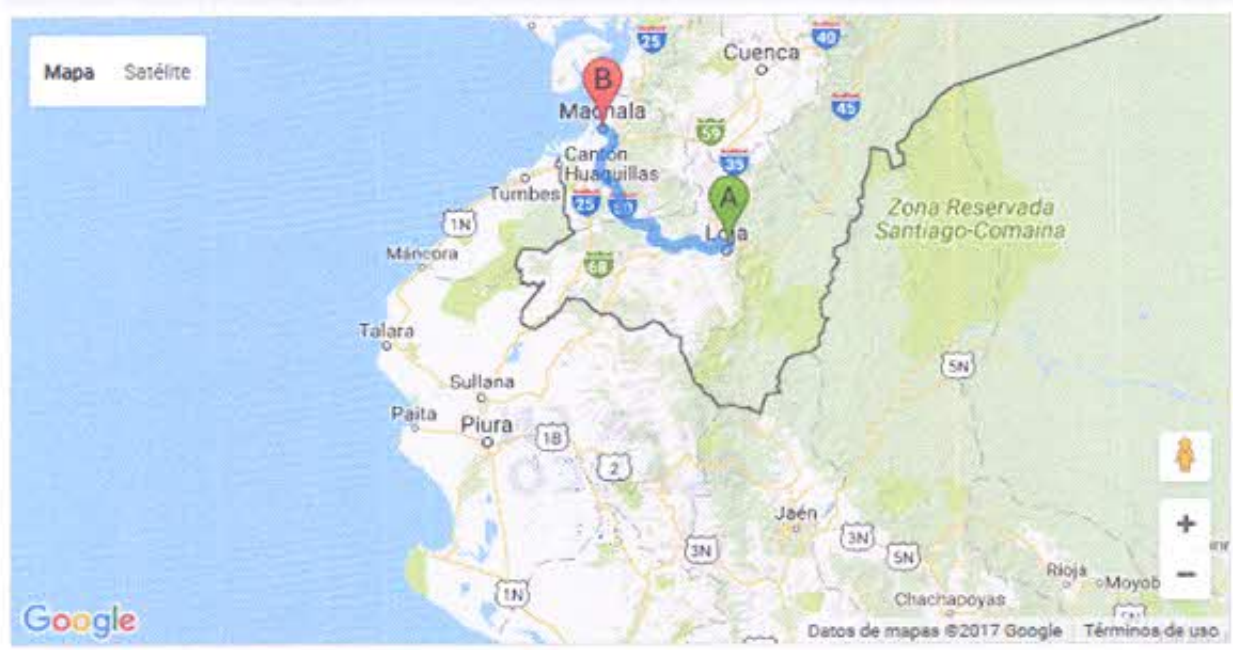 25
40
Cuenca
Mapa Satélite
B
Machala
45
59
Cantón
Huaquillas
35
Tumbes
25
50
A
1N
Loja
Zona Reservada
Santiago-Comaina
Máncora
68
Talara
5N
Sullana
Paita
Piura
1B
2
Jaén
3N
3N
5N
+
Rioja
Moyob
−
1N
Chachapoyas
5N
Google
Datos de mapas ©2017 Google Términos de uso